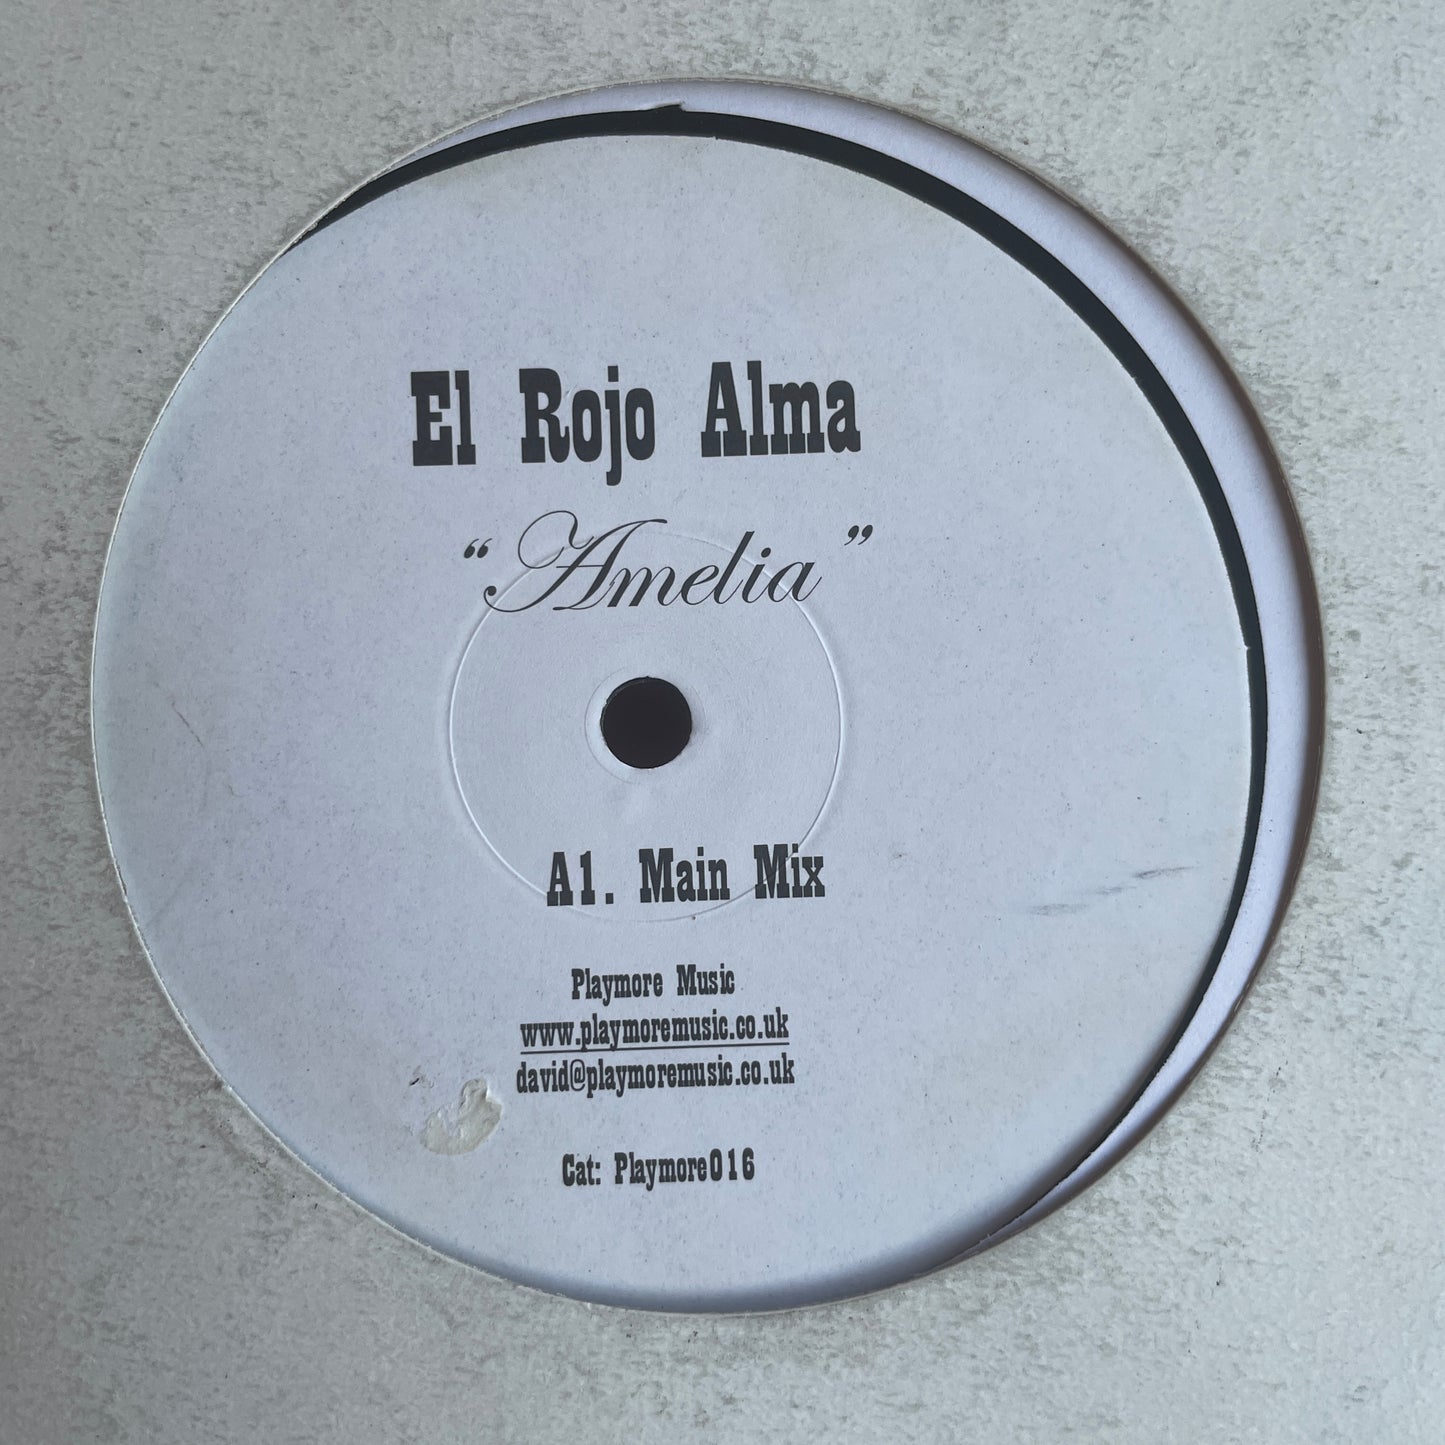 El Rojo Alma
“Amelia”
A1. Main Mix
Playmore Music
www.playmoremusic.co.uk
david@playmoremusic.co.uk
Cat: Playmore016